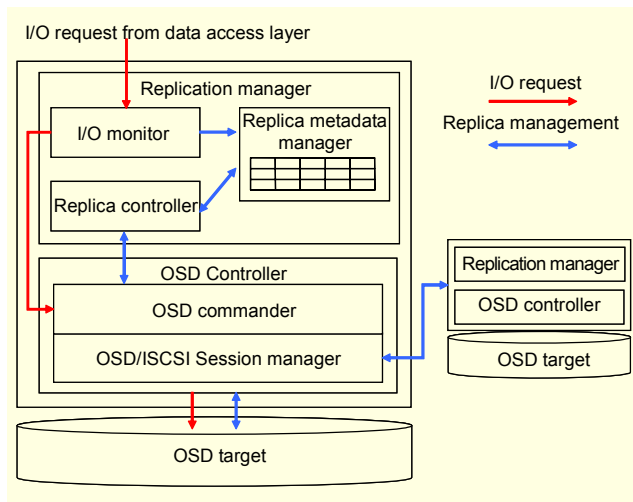 I/O request from data access layer
Replication manager
I/O monitor
Replica metadata
manager
Replica controller
OSD Controller
OSD commander
OSD/ISCSI Session manager
OSD target
I/O request
Replica management
Replication manager
OSD controller
OSD target